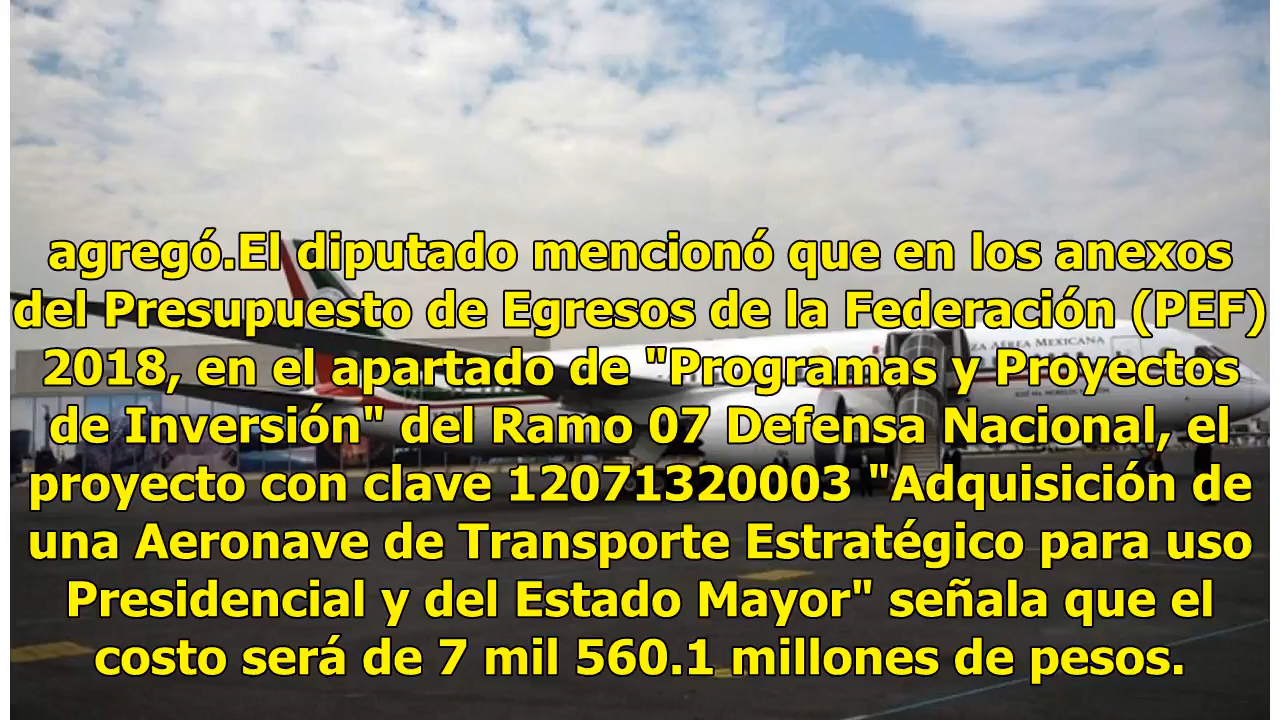 agregó.El diputado mencionó que en los anexos
del Presupuesto de Egresos de la Federación (PEF)
2018, en el apartado de "Programas y Proyectos
de Inversión" del Ramo 07 Defensa Nacional, el
proyecto con clave 12071320003 "Adquisición de
una Aeronave de Transporte Estratégico para uso
Presidencial y del Estado Mayor" señala que el
costo será de 7 mil 560.1 millones de pesos.
AÉREA MEXICANA